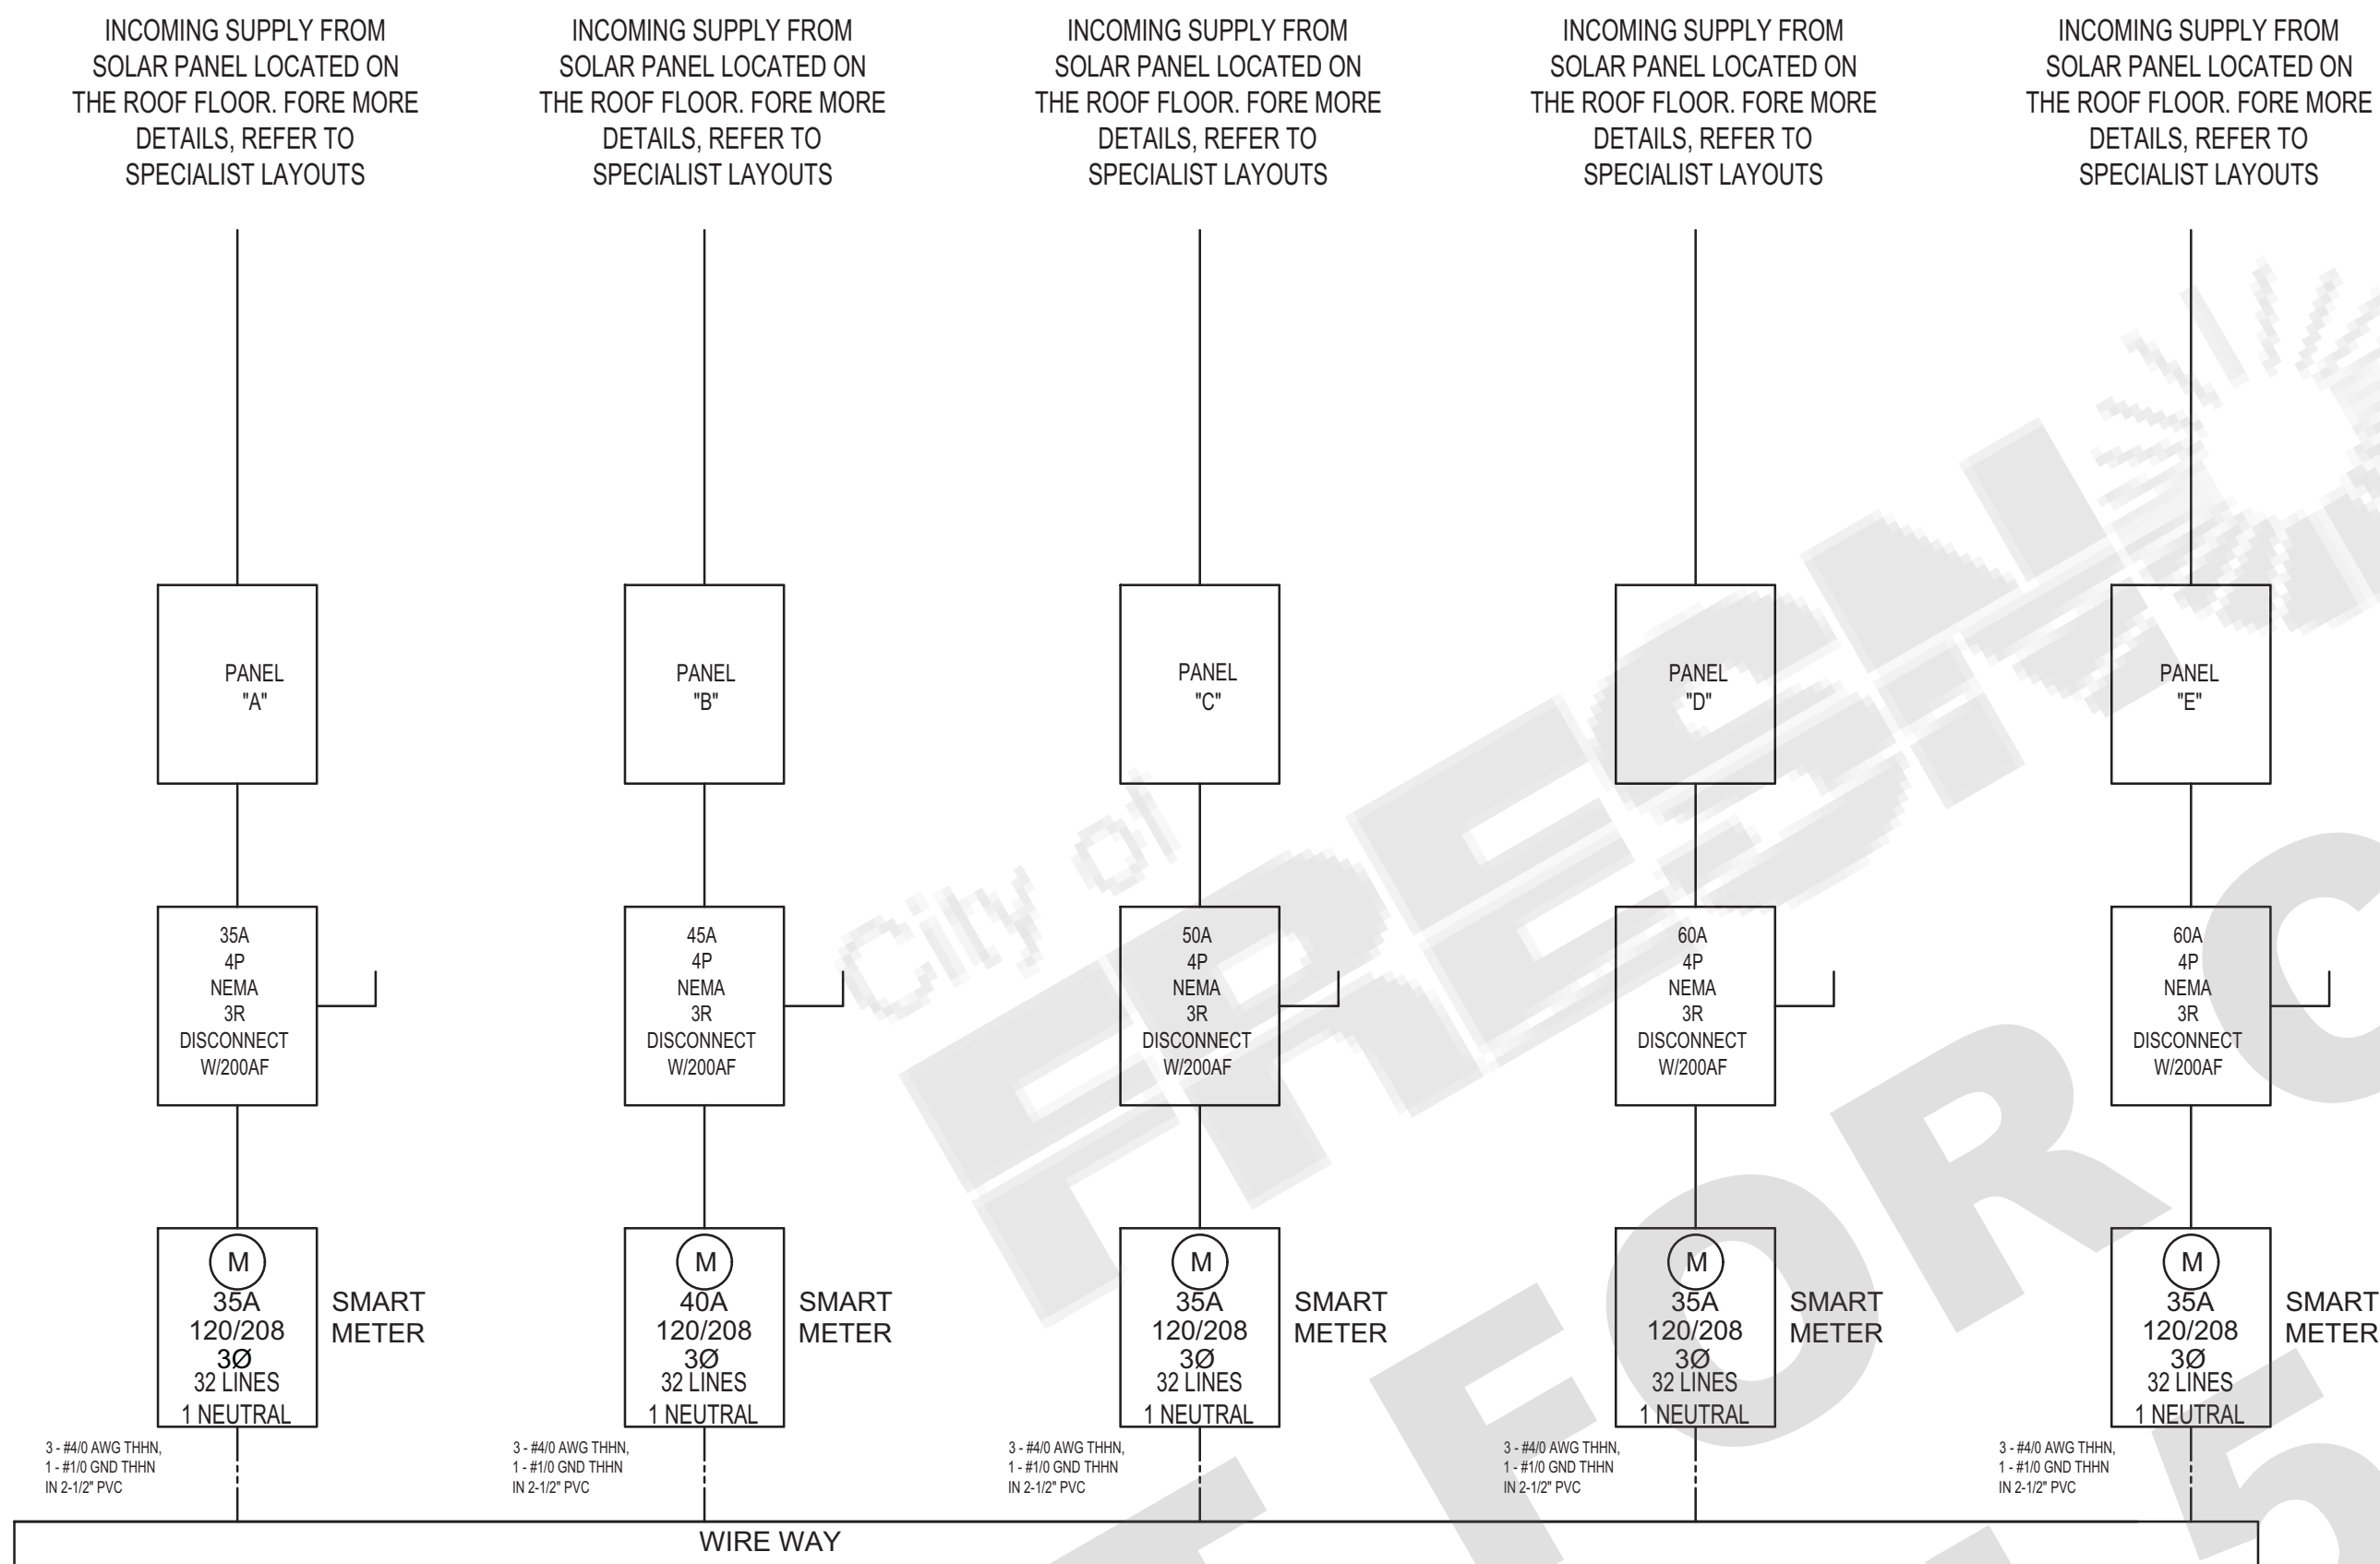 INCOMING SUPPLY FROM
SOLAR PANEL LOCATED ON
THE ROOF FLOOR. FORE MORE
DETAILS, REFER TO
SPECIALIST LAYOUTS
INCOMING SUPPLY FROM
SOLAR PANEL LOCATED ON
THE ROOF FLOOR. FORE MORE
DETAILS, REFER TO
SPECIALIST LAYOUTS
INCOMING SUPPLY FROM
SOLAR PANEL LOCATED ON
THE ROOF FLOOR. FORE MORE
DETAILS, REFER TO
SPECIALIST LAYOUTS
INCOMING SUPPLY FROM
SOLAR PANEL LOCATED ON
THE ROOF FLOOR. FORE MORE
DETAILS, REFER TO
SPECIALIST LAYOUTS
INCOMING SUPPLY FROM
SOLAR PANEL LOCATED ON
THE ROOF FLOOR. FORE MORE
DETAILS, REFER TO
SPECIALIST LAYOUTS
PANEL
"A"
PANEL
"B"
PANEL
"C"
PANEL
"D"
PANEL
"E"
35A
4P
NEMA
3R
DISCONNECT
W/200AF
45A
4P
NEMA
3R
DISCONNECT
W/200AF
50A
4P
NEMA
3R
DISCONNECT
W/200AF
60A
4P
NEMA
3R
DISCONNECT
W/200AF
60A
4P
NEMA
3R
DISCONNECT
W/200AF
M
35A
120/208
3Ø
32 LINES
1 NEUTRAL
SMART
METER
M
40A
120/208
3Ø
32 LINES
1 NEUTRAL
SMART
METER
M
35A
120/208
3Ø
32 LINES
1 NEUTRAL
SMART
METER
M
35A
120/208
3Ø
32 LINES
1 NEUTRAL
SMART
METER
M
35A
120/208
3Ø
32 LINES
1 NEUTRAL
SMART
METER
3 - #4/0 AWG THHN,
1 - #1/0 GND THHN
IN 2-1/2" PVC
3 - #4/0 AWG THHN,
1 - #1/0 GND THHN
IN 2-1/2" PVC
3 - #4/0 AWG THHN,
1 - #1/0 GND THHN
IN 2-1/2" PVC
3 - #4/0 AWG THHN,
1 - #1/0 GND THHN
IN 2-1/2" PVC
3 - #4/0 AWG THHN,
1 - #1/0 GND THHN
IN 2-1/2" PVC
WIRE WAY
City of
FRESNO
FOR